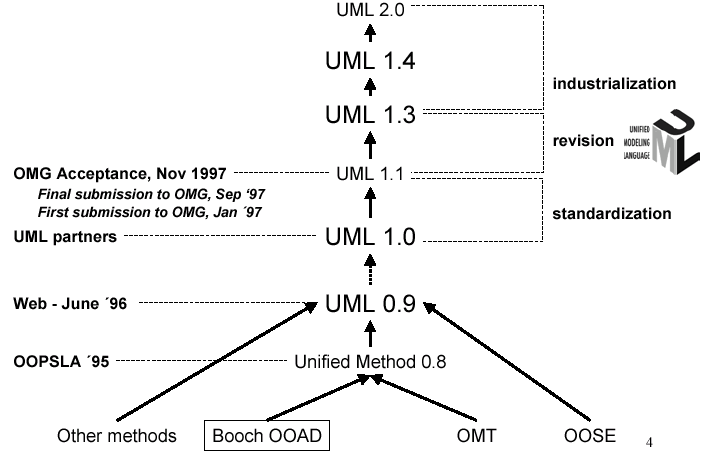 UML 2.0
UML 1.4
industrialization
UML 1.3
revision
UNIFIED
MODELING
LANGUAGE
UML
OMG Acceptance, Nov 1997
UML 1.1
Final submission to OMG, Sep ‘97
First submission to OMG, Jan ´97
standardization
UML partners
UML 1.0
Web - June ´96
UML 0.9
OOPSLA ´95
Unified Method 0.8
Other methods
Booch OOAD
OMT
OOSE
4